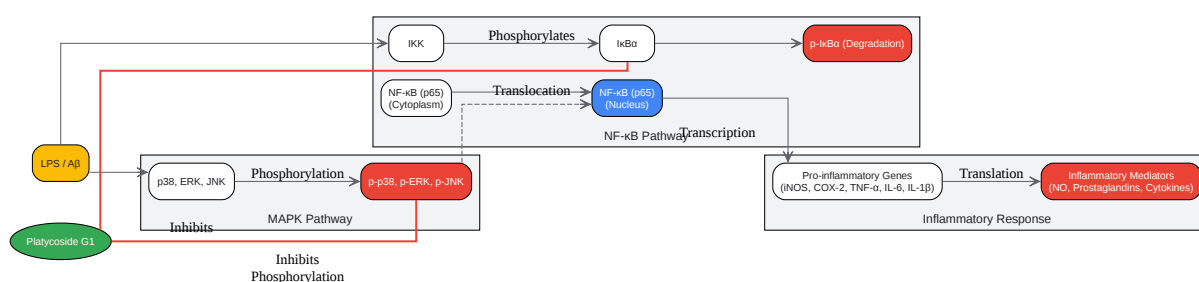 IKK
Phosphorylates
IκBα
p-IκBα (Degradation)
NF-κB (p65)
(Cytoplasm)
Translocation
NF-κB (p65)
(Nucleus)
NF-κB Pathway
Transcription
LPS / Aβ
p38, ERK, JNK
Phosphorylation
p-p38, p-ERK, p-JNK
MAPK Pathway
Pro-inflammatory Genes
(iNOS, COX-2, TNF-α, IL-6, IL-1β)
Translation
Inflammatory Mediators
(NO, Prostaglandins, Cytokines)
Inflammatory Response
Platycoside G1
Inhibits
Inhibits
Phosphorylation